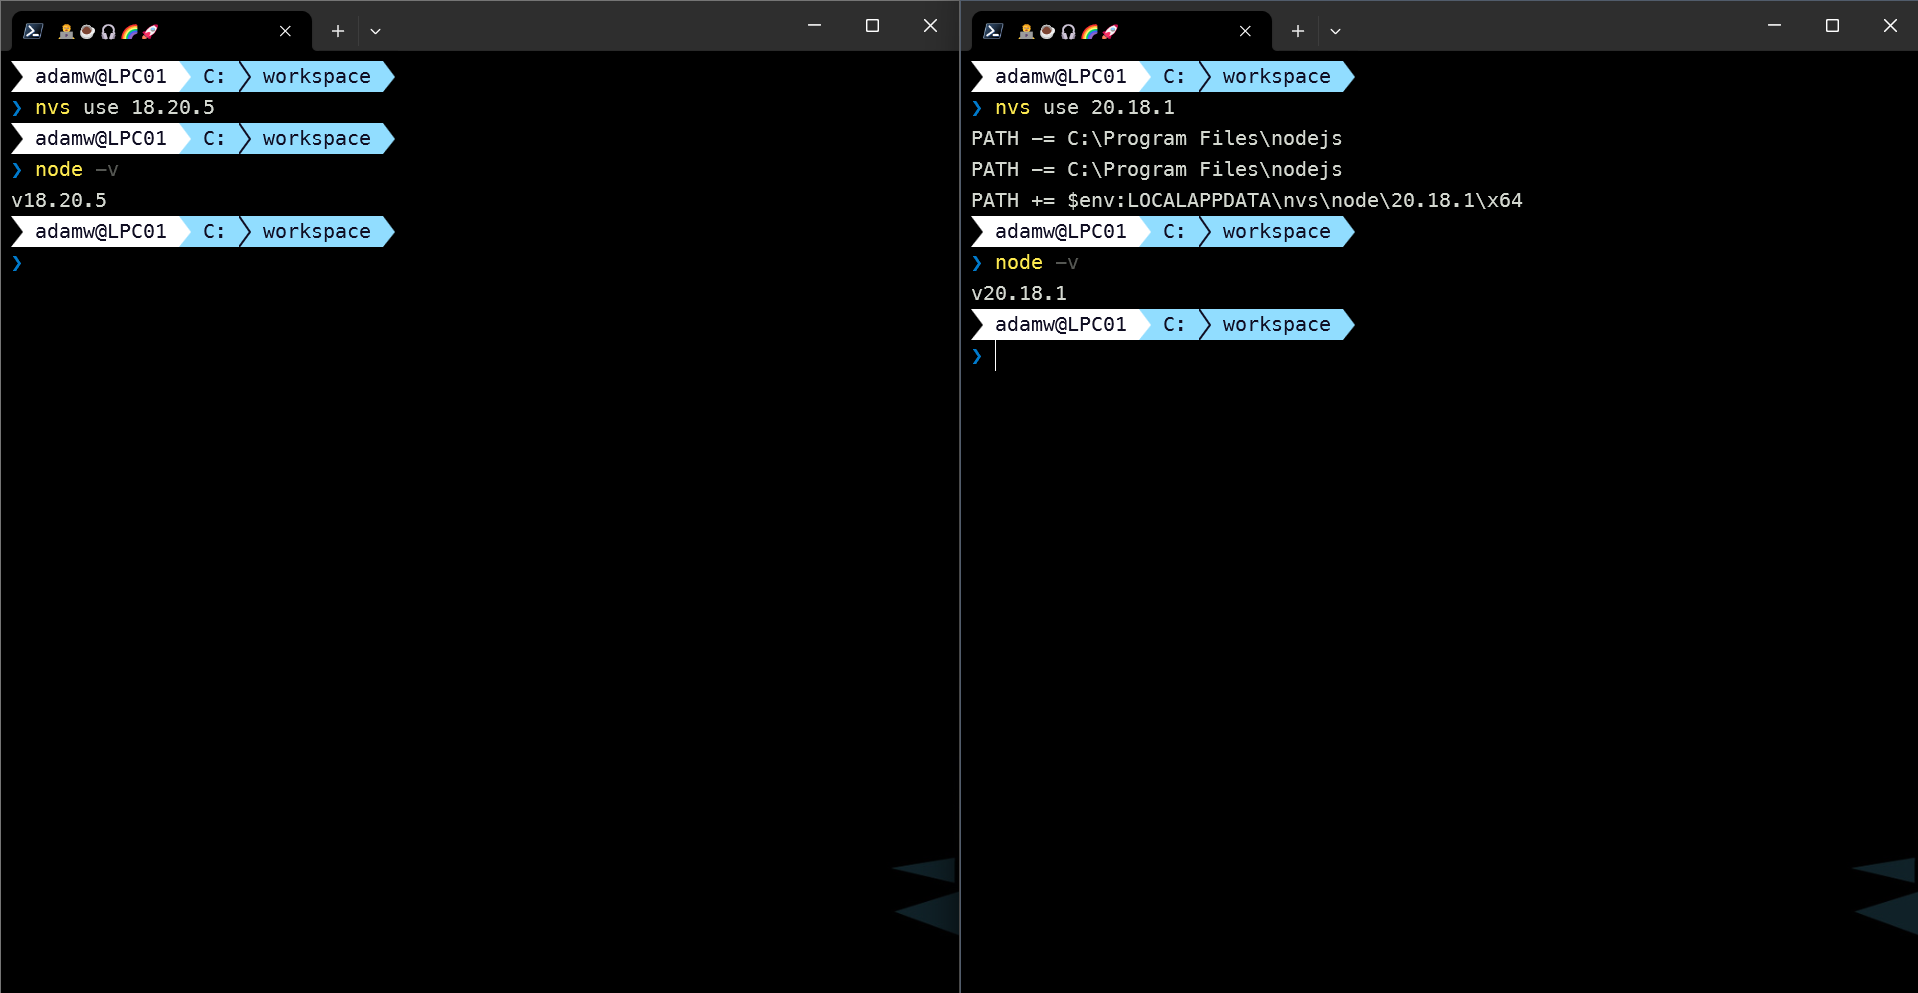 adamw@LPC01 C: workspace
❯ nvs use 18.20.5
adamw@LPC01 C: workspace
❯ node -v
v18.20.5
adamw@LPC01 C: workspace
❯
adamw@LPC01 C: workspace
❯ nvs use 20.18.1
PATH -= C:\Program Files\nodejs
PATH -= C:\Program Files\nodejs
PATH += $env:LOCALAPPDATA\nvs\node\20.18.1\x64
adamw@LPC01 C: workspace
❯ node -v
v20.18.1
adamw@LPC01 C: workspace
❯